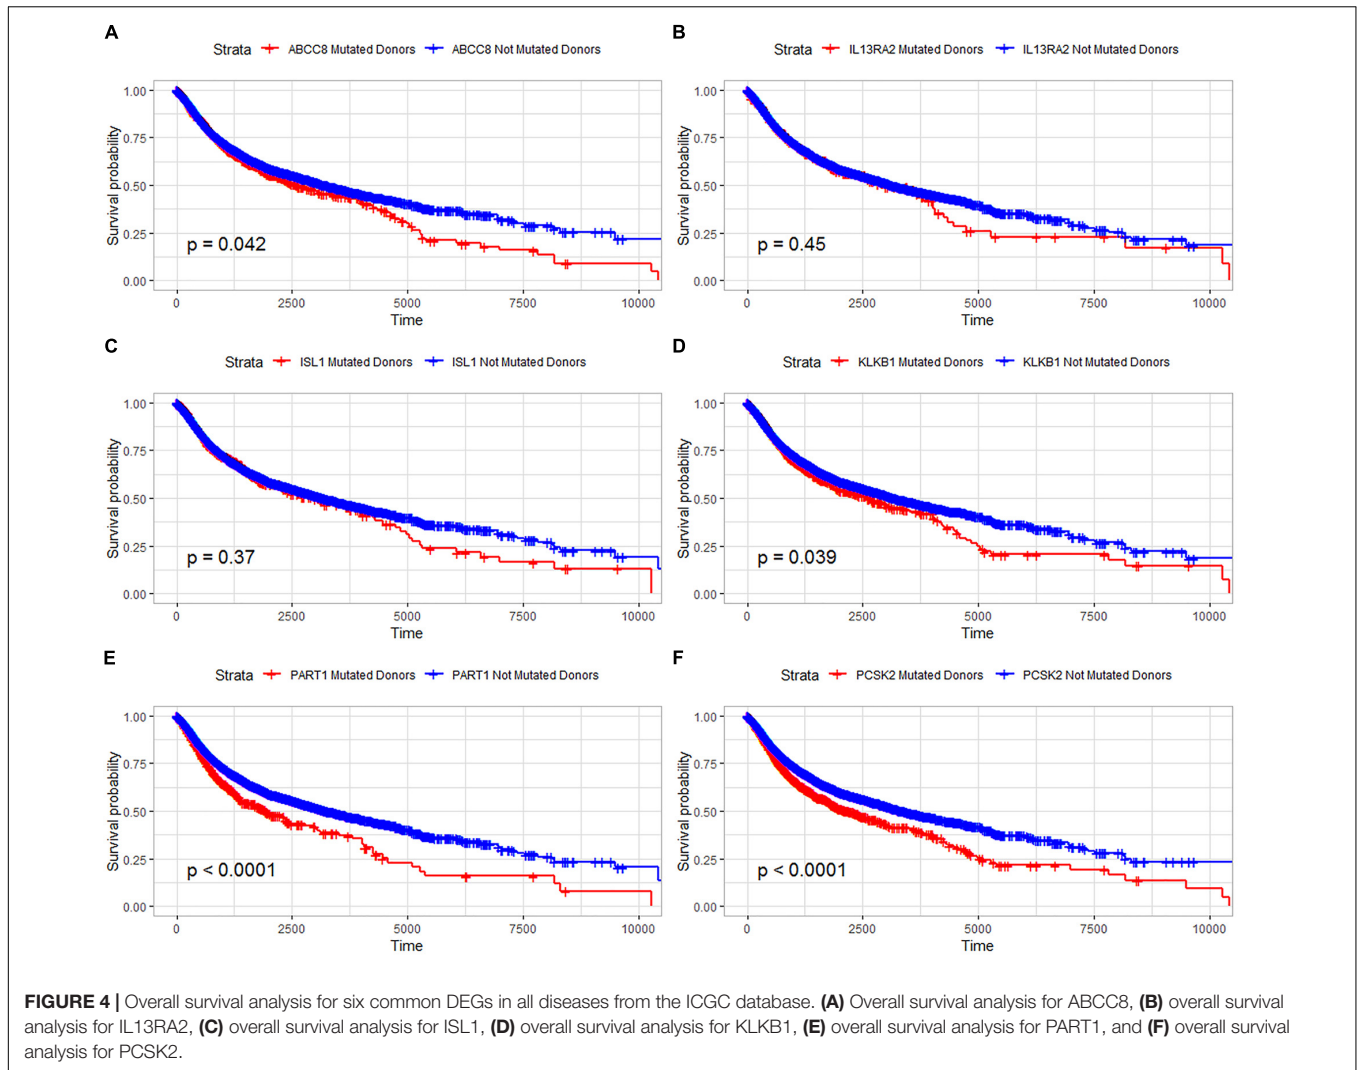 A
Strata ABCC8 Mutated Donors ABCC8 Not Mutated Donors
Survival probability
1.00
0.75
0.50
0.25
0.00
p = 0.042
0 2500 5000 7500 10000
Time
B
Strata IL13RA2 Mutated Donors IL13RA2 Not Mutated Donors
Survival probability
1.00
0.75
0.50
0.25
0.00
p = 0.45
0 2500 5000 7500 10000
Time
C
Strata ISL1 Mutated Donors ISL1 Not Mutated Donors
Survival probability
1.00
0.75
0.50
0.25
0.00
p = 0.37
0 2500 5000 7500 10000
Time
D
Strata KLKB1 Mutated Donors KLKB1 Not Mutated Donors
Survival probability
1.00
0.75
0.50
0.25
0.00
p = 0.039
0 2500 5000 7500 10000
Time
E
Strata PART1 Mutated Donors PART1 Not Mutated Donors
Survival probability
1.00
0.75
0.50
0.25
0.00
p < 0.0001
0 2500 5000 7500 10000
Time
F
Strata PCSK2 Mutated Donors PCSK2 Not Mutated Donors
Survival probability
1.00
0.75
0.50
0.25
0.00
p < 0.0001
0 2500 5000 7500 10000
Time
FIGURE 4 | Overall survival analysis for six common DEGs in all diseases from the ICGC database. (A) Overall survival analysis for ABCC8, (B) overall survival
analysis for IL13RA2, (C) overall survival analysis for ISL1, (D) overall survival analysis for KLKB1, (E) overall survival analysis for PART1, and (F) overall survival
analysis for PCSK2.